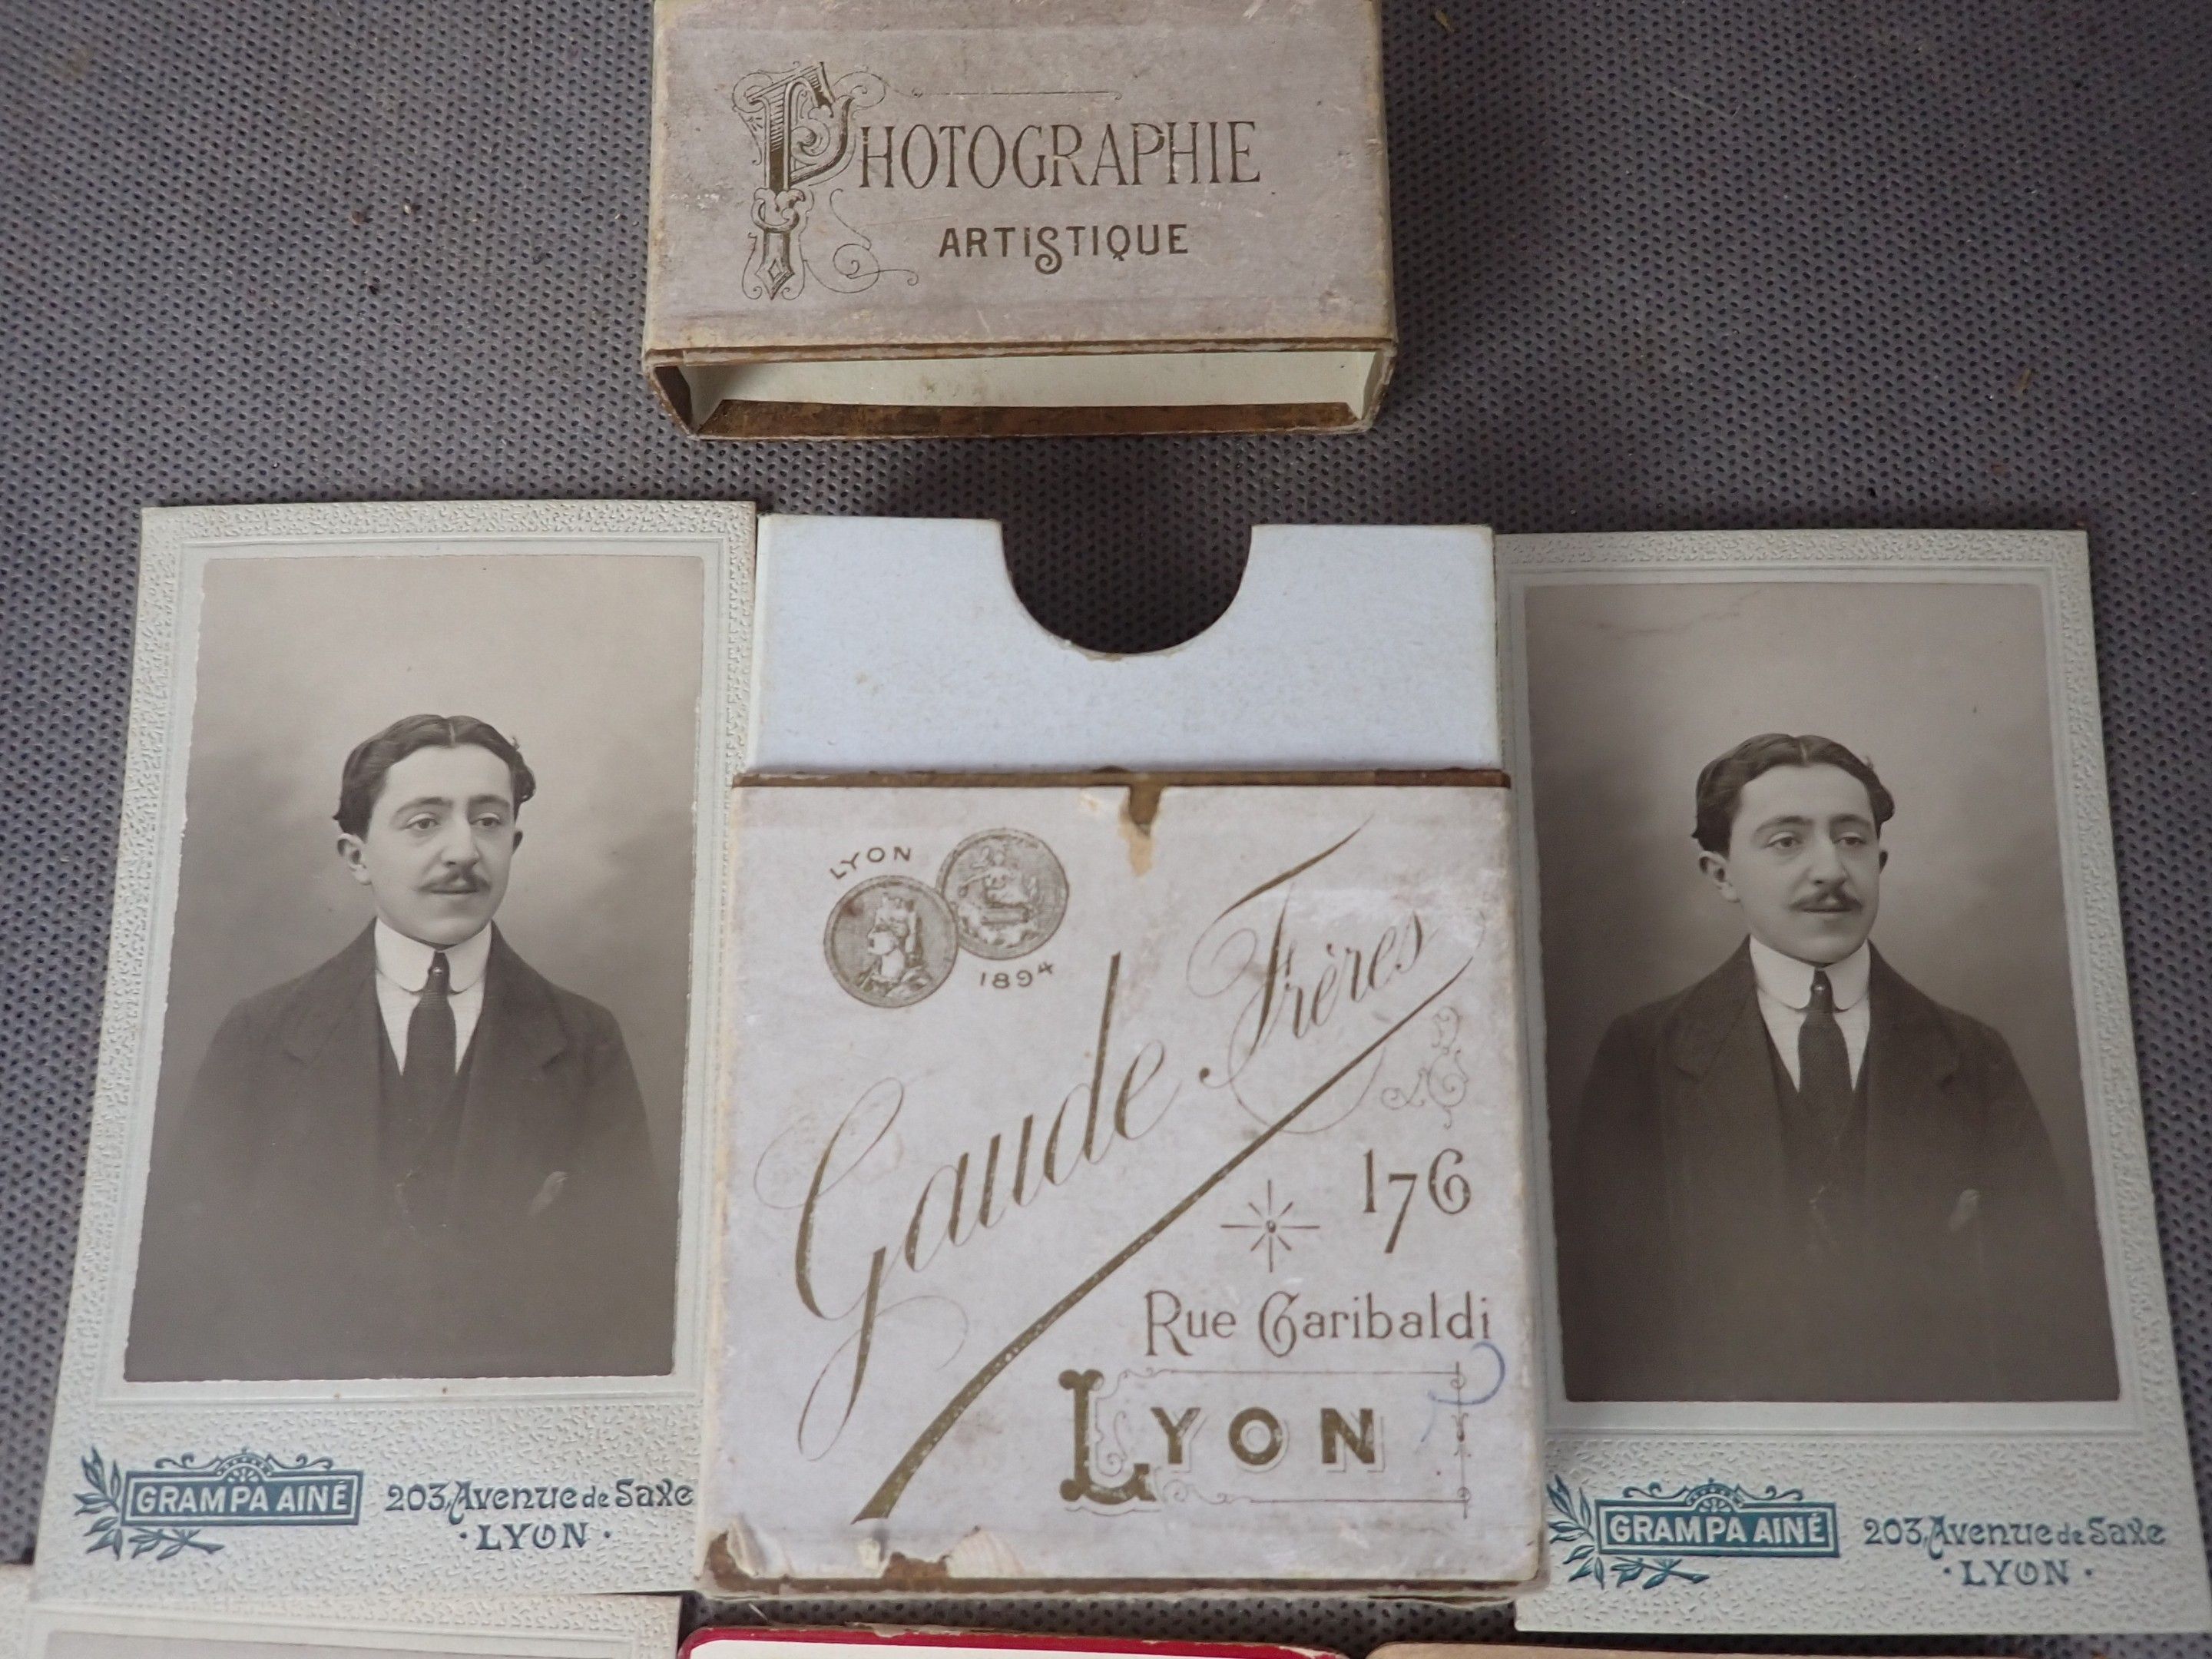 PHOTOGRAPHIE
ARTISTIQUE
LYON
1894
Gaude Frères
176
Rue Garibaldi
LYON
GRAMPA AINÉ
203, Avenue de Saxe
· LYON ·
GRAMPA AINÉ
203, Avenue de Saxe
· LYON ·